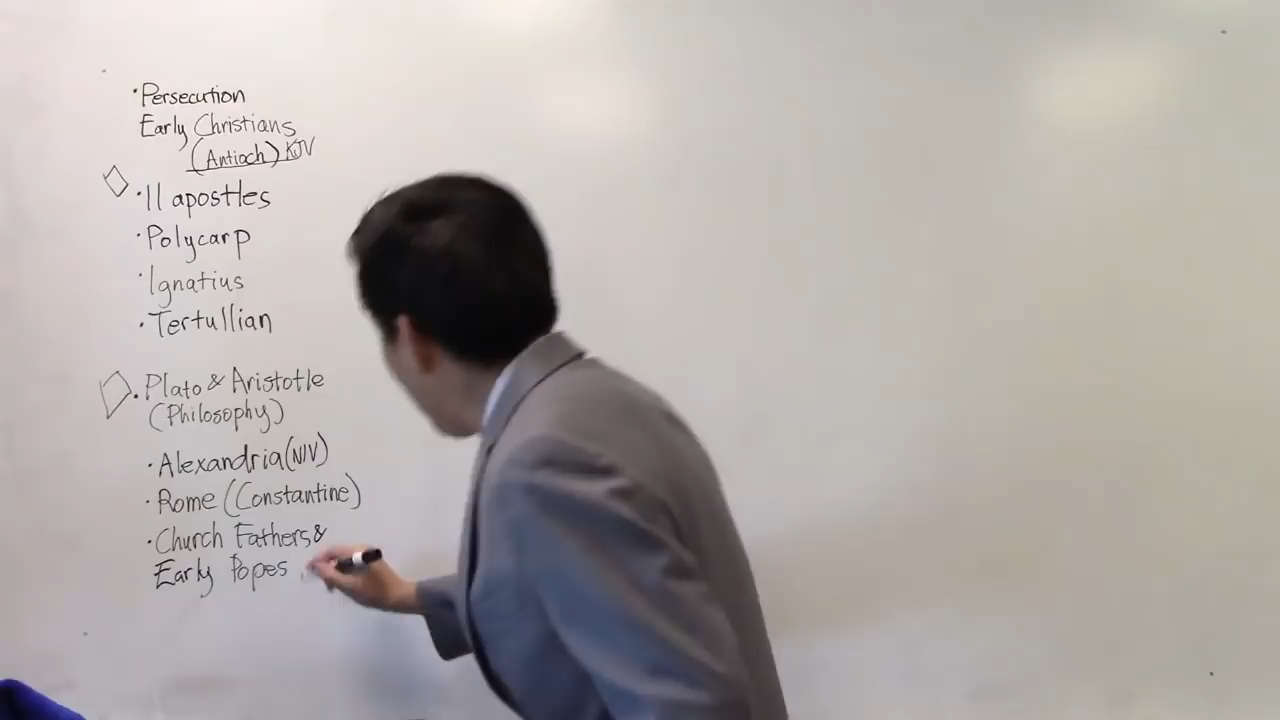 ·Persecution
Early Christians
(Antioch) KJV
·11 apostles
·Polycarp
·Ignatius
·Tertullian
·Plato & Aristotle
(Philosophy)
·Alexandria (NIV)
·Rome (Constantine)
·Church Fathers &
Early Popes